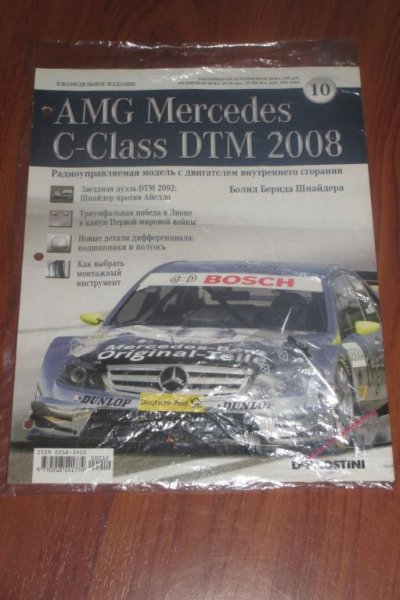 ЕЖЕНЕДЕЛЬНОЕ ИЗДАНИЕ
10
AMG Mercedes
C-Class DTM 2008
Радиоуправляемая модель с двигателем внутреннего сгорания
Звездная дуэль DTM 2002:
Шнайдер против Айелло
Болид Бернда Шнайдера
Триумфальная победа в Лионе
в канун Первой мировой войны
Новые детали дифференциала:
подшипники и полуось
Как выбрать
монтажный
инструмент
BOSCH
Mercedes-B
Original-Teile
DUNLOP
Deutsche Post
DUNLOP
DeAGOSTINI